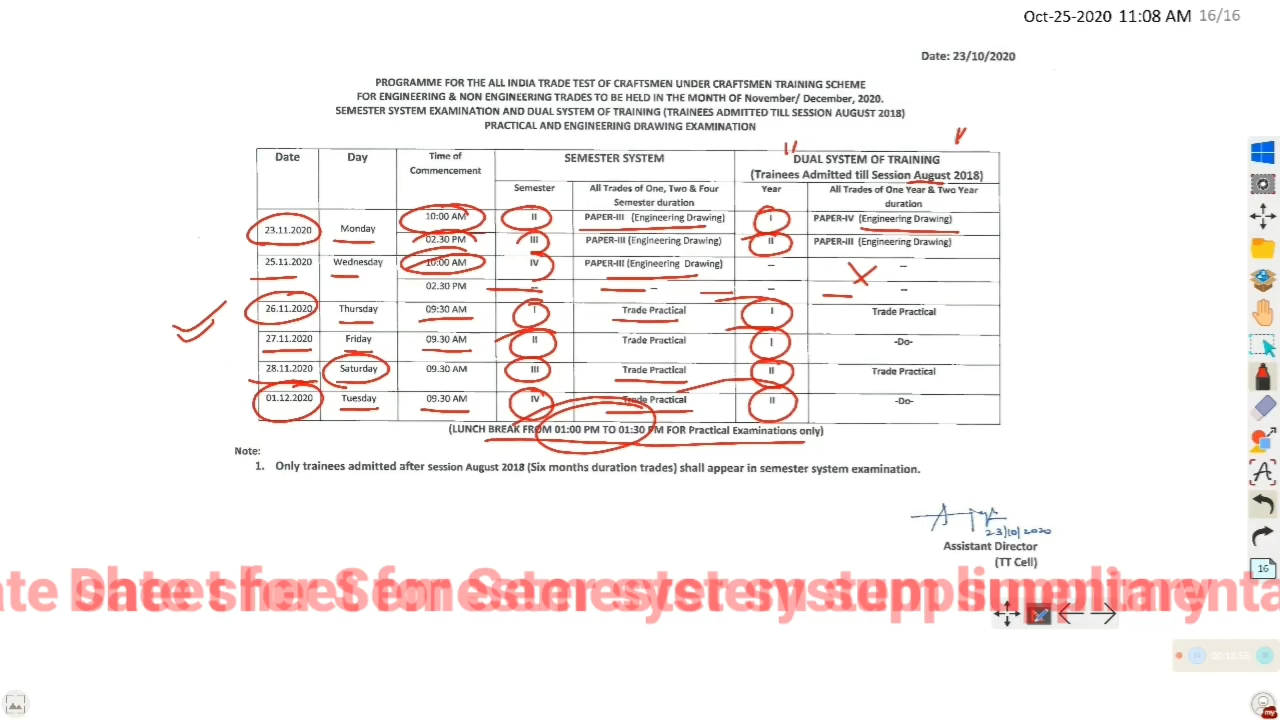 Oct-25-2020 11:08 AM 16/16
Date: 23/10/2020
PROGRAMME FOR THE ALL INDIA TRADE TEST OF CRAFTSMEN UNDER CRAFTSMEN TRAINING SCHEME
FOR ENGINEERING & NON ENGINEERING TRADES TO BE HELD IN THE MONTH OF November/ December, 2020.
SEMESTER SYSTEM EXAMINATION AND DUAL SYSTEM OF TRAINING (TRAINEES ADMITTED TILL SESSION AUGUST 2018)
PRACTICAL AND ENGINEERING DRAWING EXAMINATION
Date Day Time of Commencement SEMESTER SYSTEM DUAL SYSTEM OF TRAINING
(Trainees Admitted till Session August 2018)
Semester All Trades of One, Two & Four Semester duration Year All Trades of One Year & Two Year duration
23.11.2020 Monday 10:00 AM II PAPER-III (Engineering Drawing) I PAPER-IV (Engineering Drawing)
02.30 PM III PAPER-III (Engineering Drawing) II PAPER-III (Engineering Drawing)
25.11.2020 Wednesday 10:00 AM IV PAPER-III (Engineering Drawing) -- --
02.30 PM -- -- -- --
26.11.2020 Thursday 09:30 AM I Trade Practical I Trade Practical
27.11.2020 Friday 09.30 AM II Trade Practical I -Do-
28.11.2020 Saturday 09.30 AM III Trade Practical II Trade Practical
01.12.2020 Tuesday 09.30 AM IV Trade Practical II -Do-
(LUNCH BREAK FROM 01:00 PM TO 01:30 PM FOR Practical Examinations only)
Note:
1. Only trainees admitted after session August 2018 (Six months duration trades) shall appear in semester system examination.
23/10/2020
Assistant Director
(TT Cell)
16
00:18:55
my